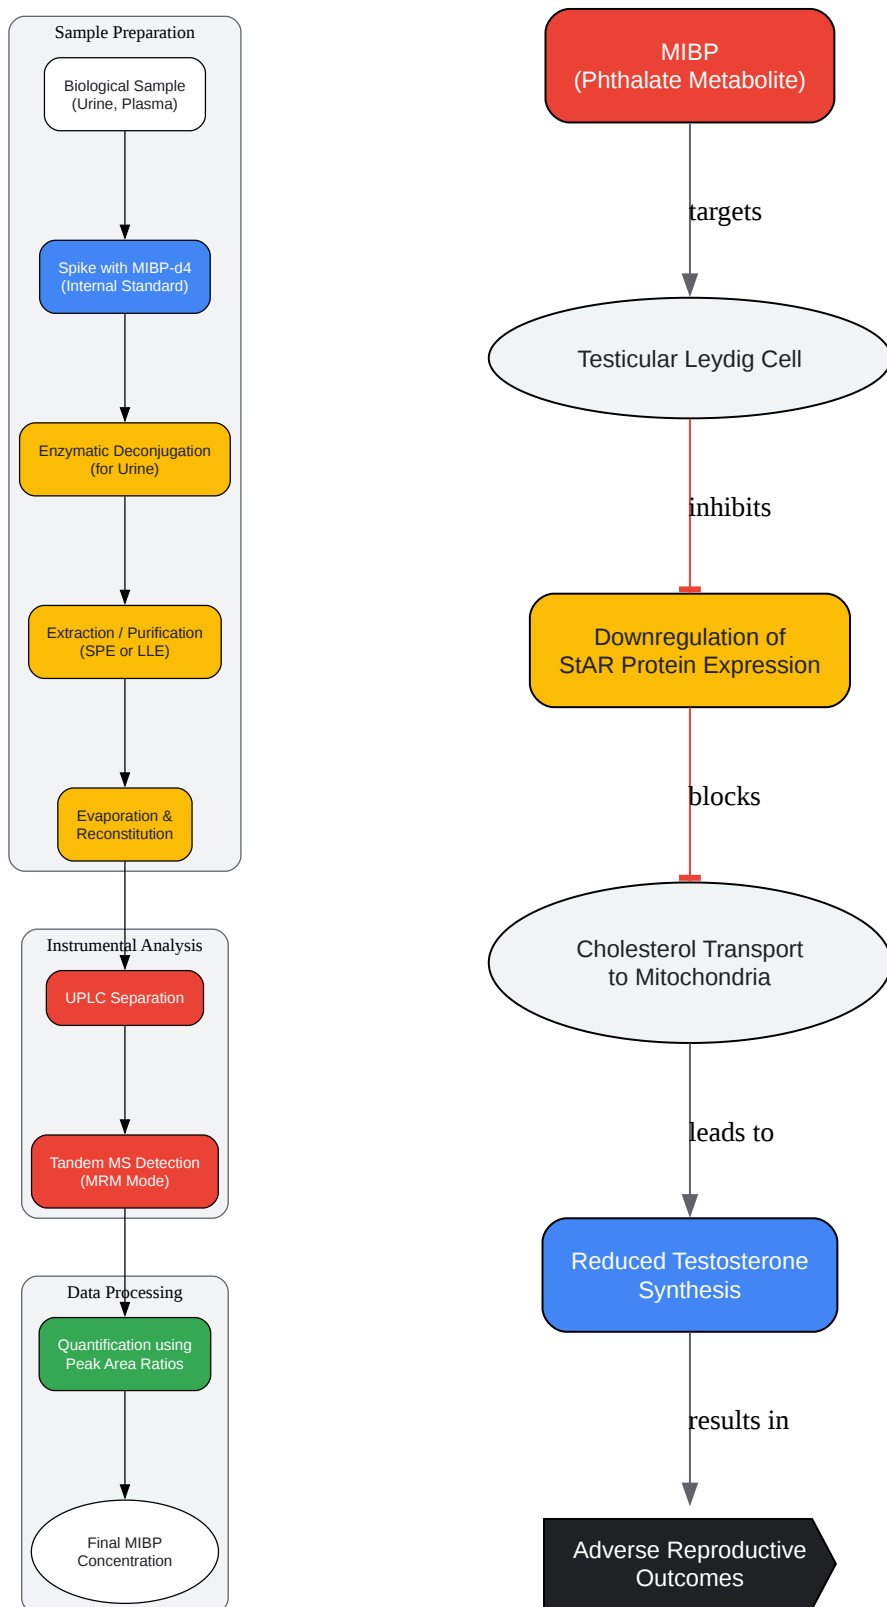 Sample Preparation
Biological Sample
(Urine, Plasma)
Spike with MIBP-d4
(Internal Standard)
Enzymatic Deconjugation
(for Urine)
Extraction / Purification
(SPE or LLE)
Evaporation &
Reconstitution
Instrumental Analysis
UPLC Separation
Tandem MS Detection
(MRM Mode)
Data Processing
Quantification using
Peak Area Ratios
Final MIBP
Concentration
MIBP
(Phthalate Metabolite)
targets
Testicular Leydig Cell
inhibits
Downregulation of
StAR Protein Expression
blocks
Cholesterol Transport
to Mitochondria
leads to
Reduced Testosterone
Synthesis
results in
Adverse Reproductive
Outcomes